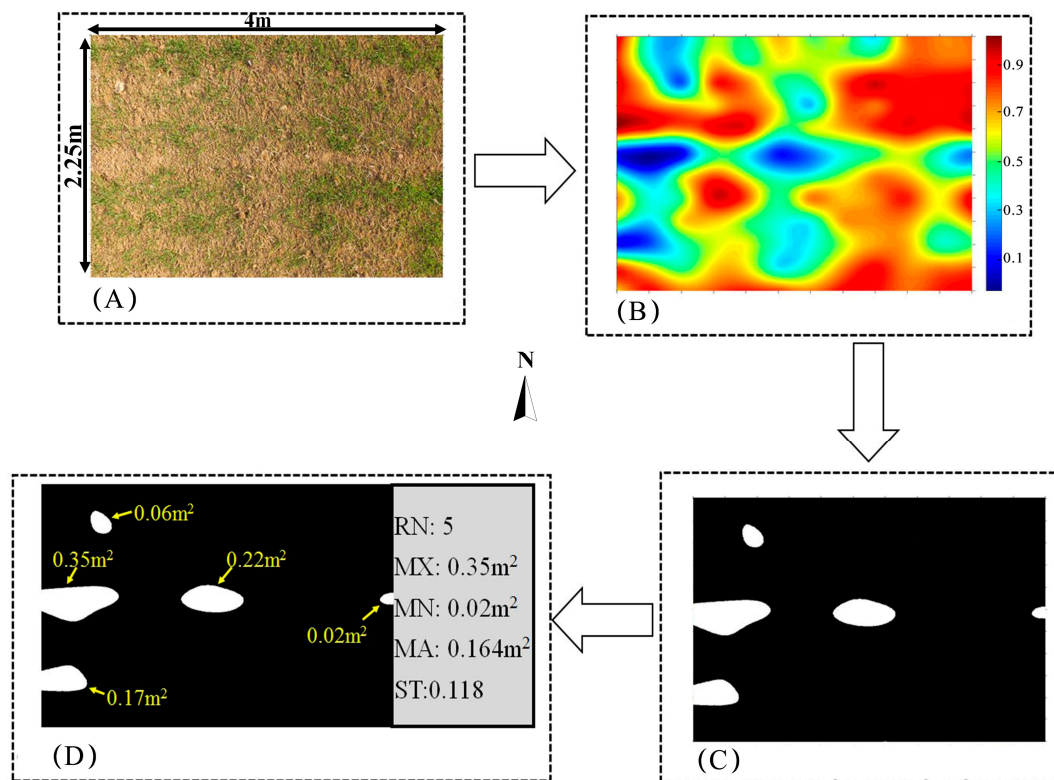 4m
2.25m
(A)
0.9
0.7
0.5
0.3
0.1
(B)
N
0.06m²
0.35m²
0.22m²
0.02m²
0.17m²
RN: 5
MX: 0.35m²
MN: 0.02m²
MA: 0.164m²
ST:0.118
(D)
(C)